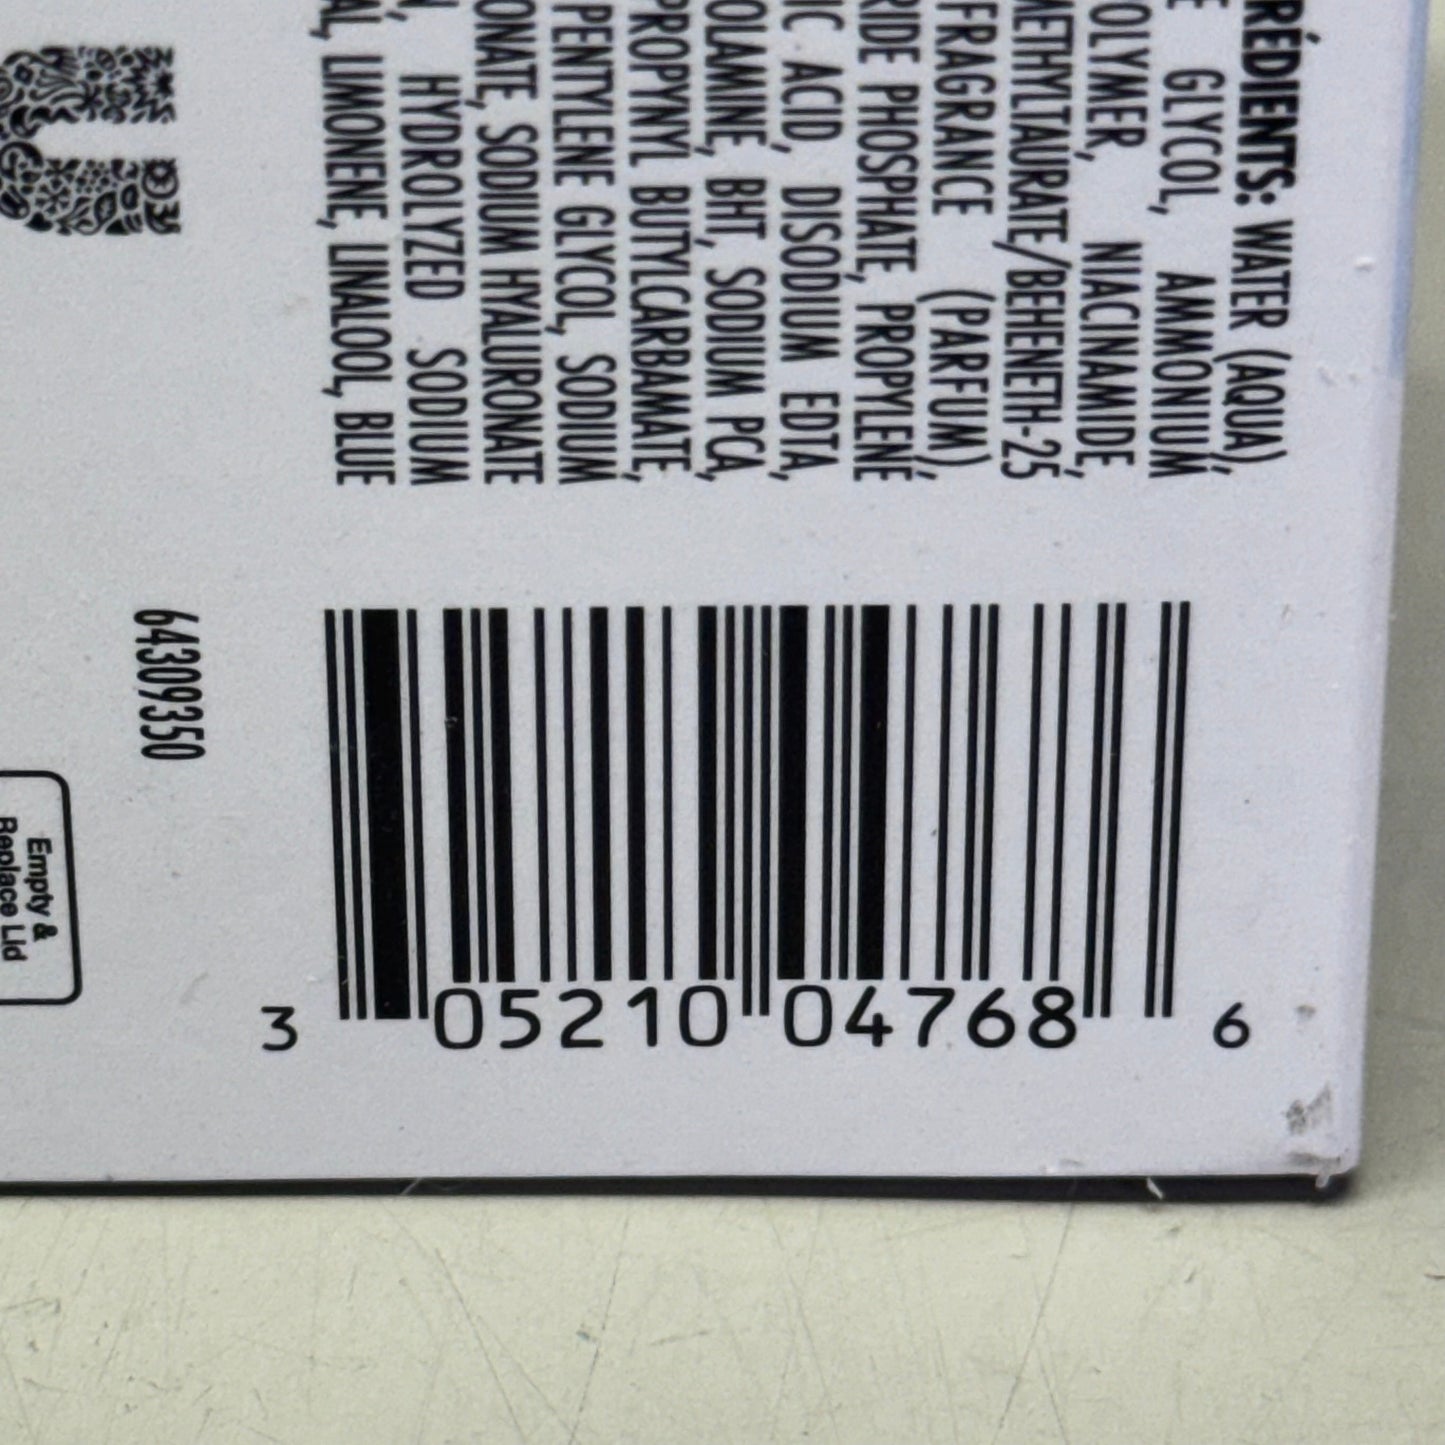 RÉDIENTS: WATER (AQUA),
E GLYCOL, AMMONIUM
OLYMER, NIACINAMIDE,
METHYLTAURATE/BEHENETH-25
FRAGRANCE (PARFUM),
RIDE PHOSPHATE, PROPYLENE
IC ACID, DISODIUM EDTA,
OLAMINE, BHT, SODIUM PCA,
PROPYNYL BUTYLCARBAMATE,
PENTYLENE GLYCOL, SODIUM
ONATE, SODIUM HYALURONATE
HYDROLYZED SODIUM
AL, LIMONENE, LINALOOL, BLUE
64309350
Empty &
Replace Lid
3 05210 04768 6